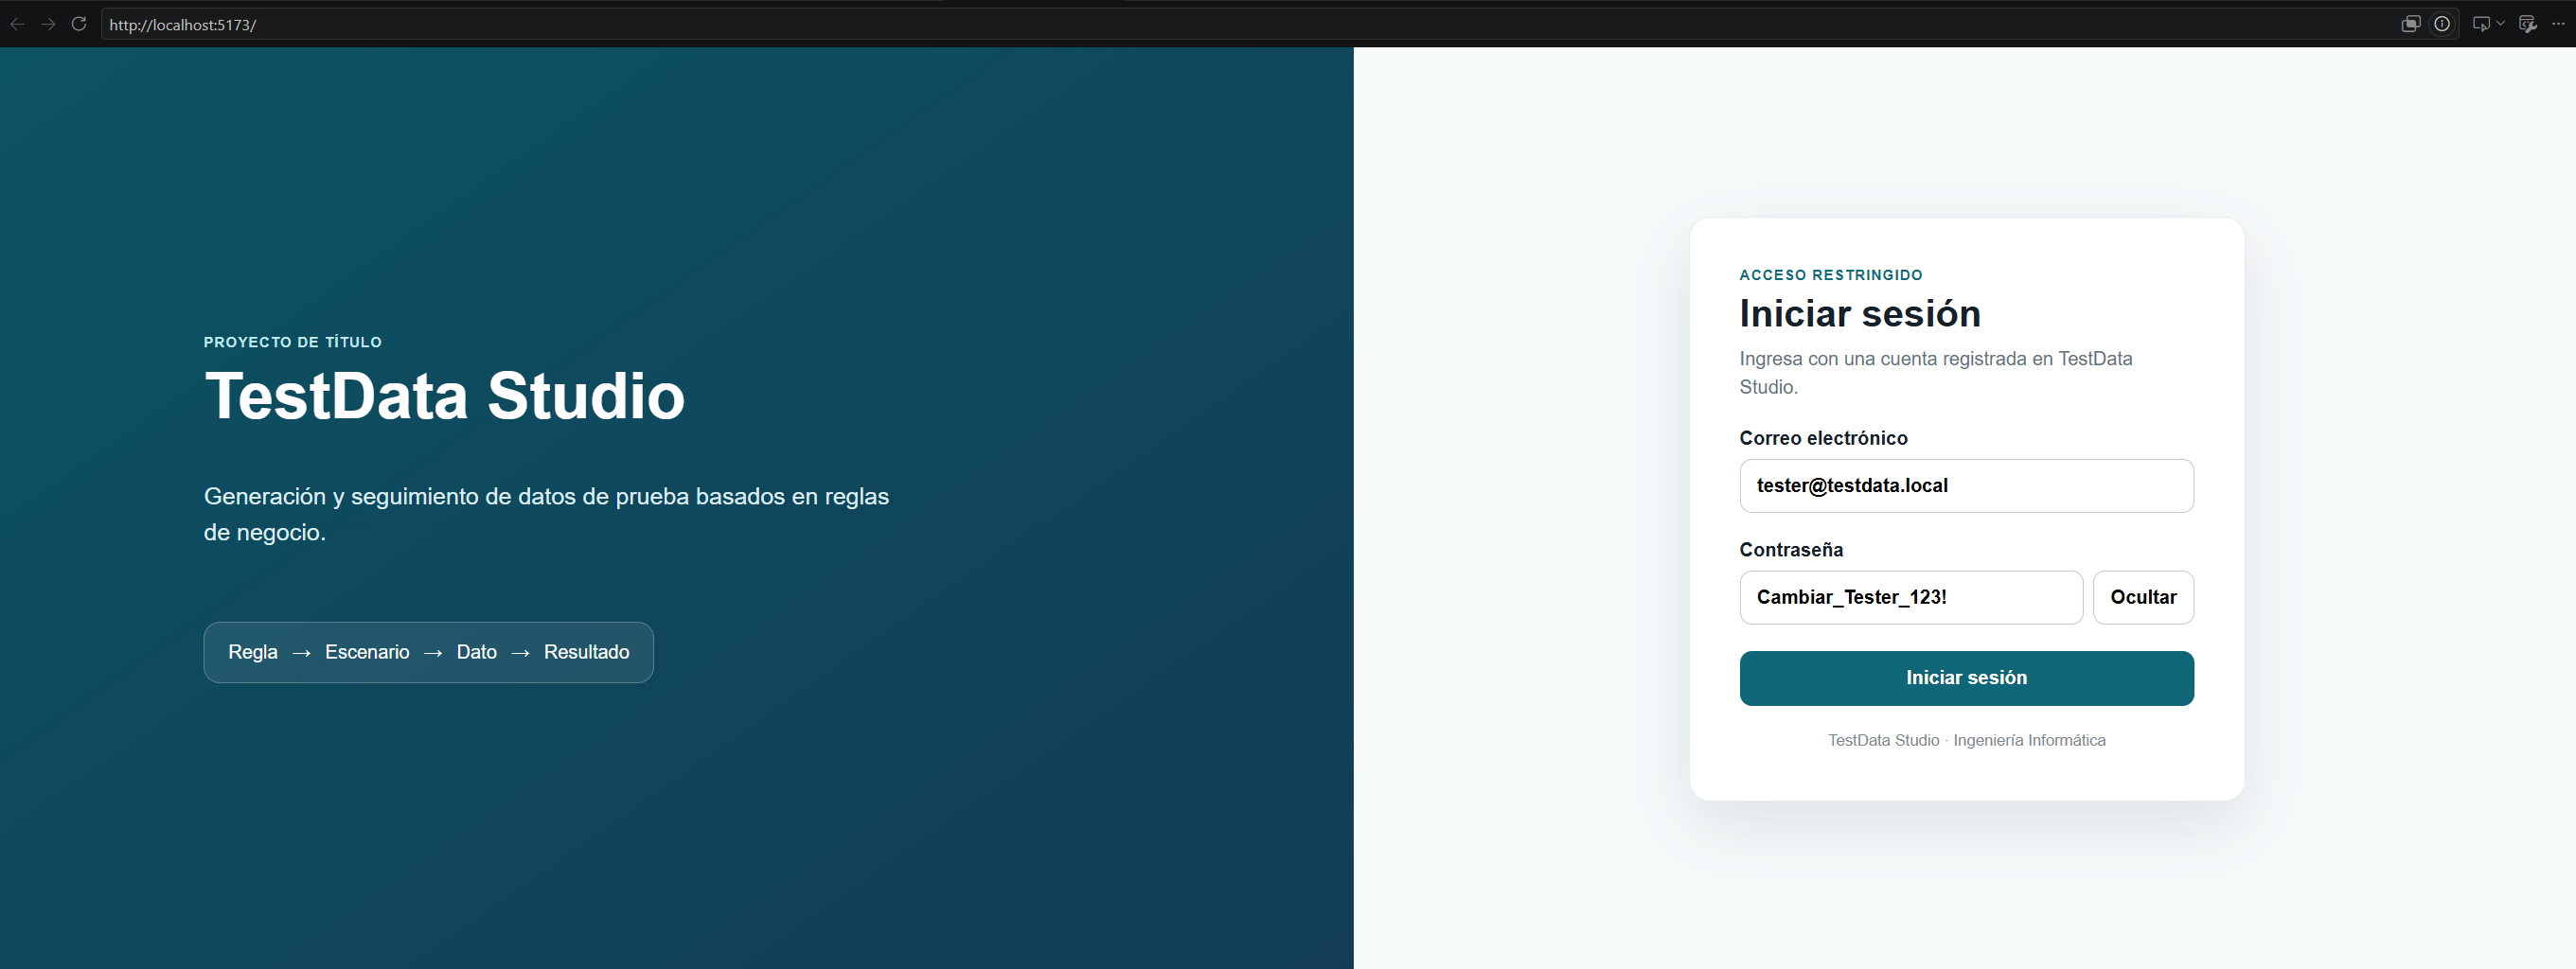 http://localhost:5173/
PROYECTO DE TÍTULO
TestData Studio
Generación y seguimiento de datos de prueba basados en reglas
de negocio.
Regla → Escenario → Dato → Resultado
ACCESO RESTRINGIDO
Iniciar sesión
Ingresa con una cuenta registrada en TestData
Studio.
Correo electrónico
tester@testdata.local
Contraseña
Cambiar_Tester_123!
Ocultar
Iniciar sesión
TestData Studio · Ingeniería Informática